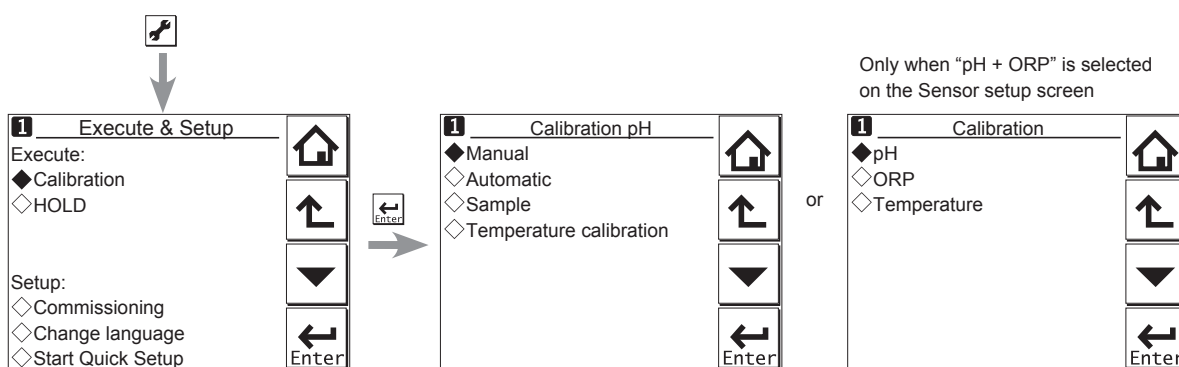 Only when “pH + ORP” is selected
on the Sensor setup screen
1 Execute & Setup
Execute:
Calibration
HOLD
Setup:
Commissioning
Change language
Start Quick Setup
Enter
Enter
1 Calibration pH
Manual
Automatic
Sample
Temperature calibration
Enter
or
1 Calibration
pH
ORP
Temperature
Enter